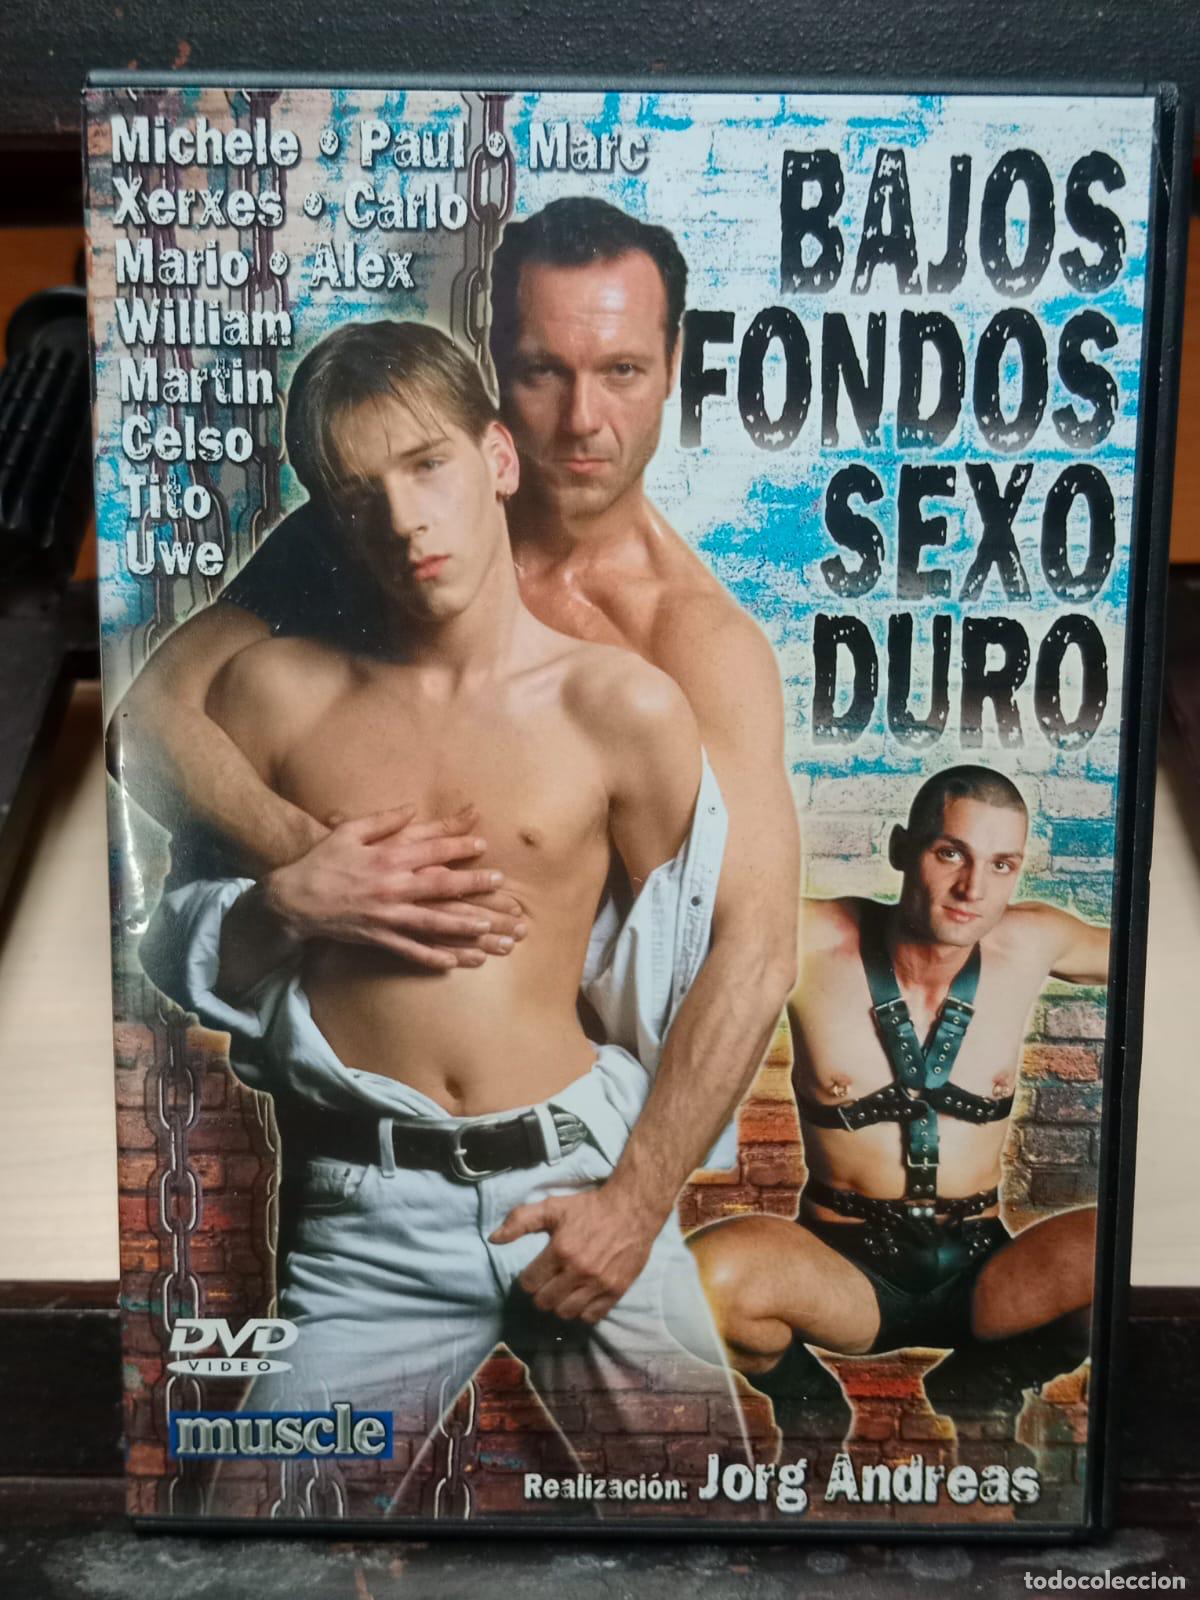 Michele • Paul • Marc
Xerxes • Carlo
Mario • Alex
William
Martin
Celso
Tito
Uwe
BAJOS
FONDOS
SEXO
DURO
DVD
VIDEO
muscle
Realización: Jorg Andreas
todocoleccion